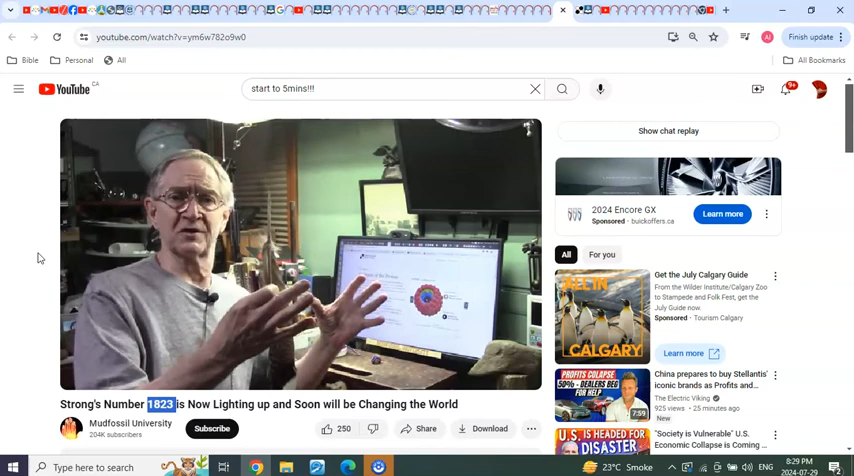 Finish update
youtube.com/watch?v=ym6w782o9w0
Bible
Personal
All
All Bookmarks
YouTube CA
start to 5mins!!!
9+
Show chat replay
2024 Encore GX
Sponsored · buickoffers.ca
Learn more
All
For you
Get the July Calgary Guide
From the Wilder Institute/Calgary Zoo
to Stampede and Folk Fest, get the
July Guide now.
Sponsored · Tourism Calgary
ALL IN
CALGARY
Learn more
PROFITS COLLAPSE
50% - DEALERS BEG
FOR HELP
7:59
China prepares to buy Stellantis'
iconic brands as Profits and...
The Electric Viking
925 views • 25 minutes ago
New
U.S. IS HEADED FOR
DISASTER
"Society is Vulnerable" U.S.
Economic Collapse is Coming ...
Strong's Number 1823 is Now Lighting up and Soon will be Changing the World
Mudfossil University
204K subscribers
Subscribe
250
Share
Download
Type here to search
23°C Smoke
ENG
8:29 PM
2024-07-29